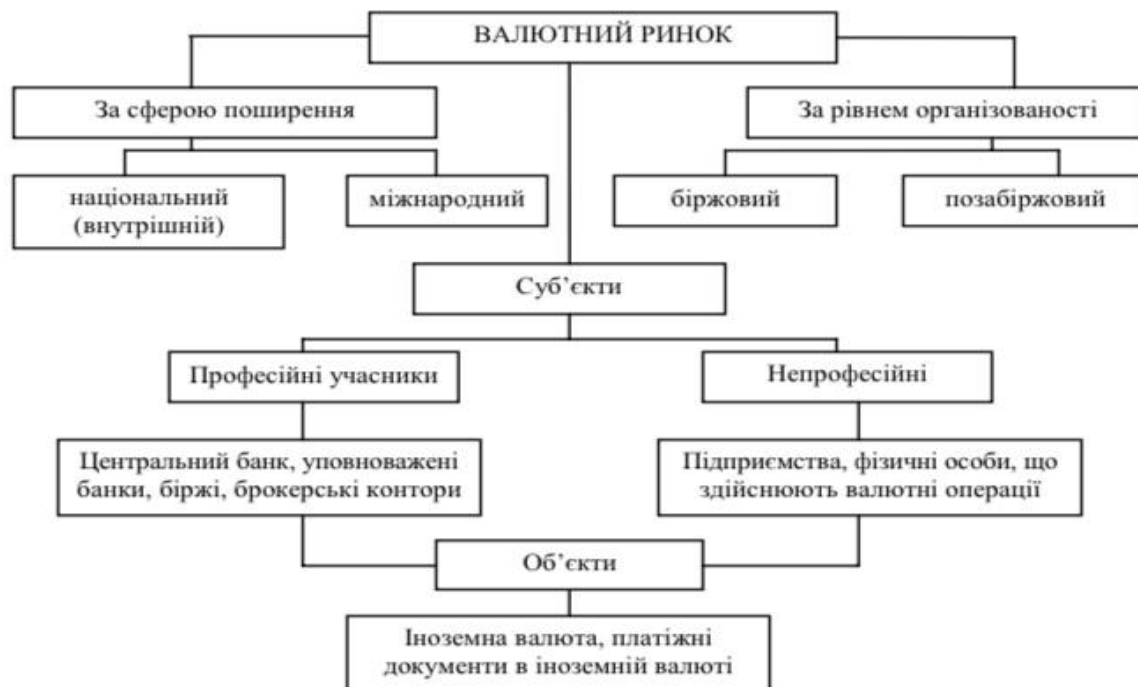 ВАЛЮТНИЙ РИНОК
За сферою поширення
За рівнем організованості
національний
(внутрішній)
міжнародний
біржовий
позабіржовий
Суб’єкти
Професійні учасники
Непрофесійні
Центральний банк, уповноважені
банки, біржі, брокерські контори
Підприємства, фізичні особи, що
здійснюють валютні операції
Об’єкти
Іноземна валюта, платіжні
документи в іноземній валюті